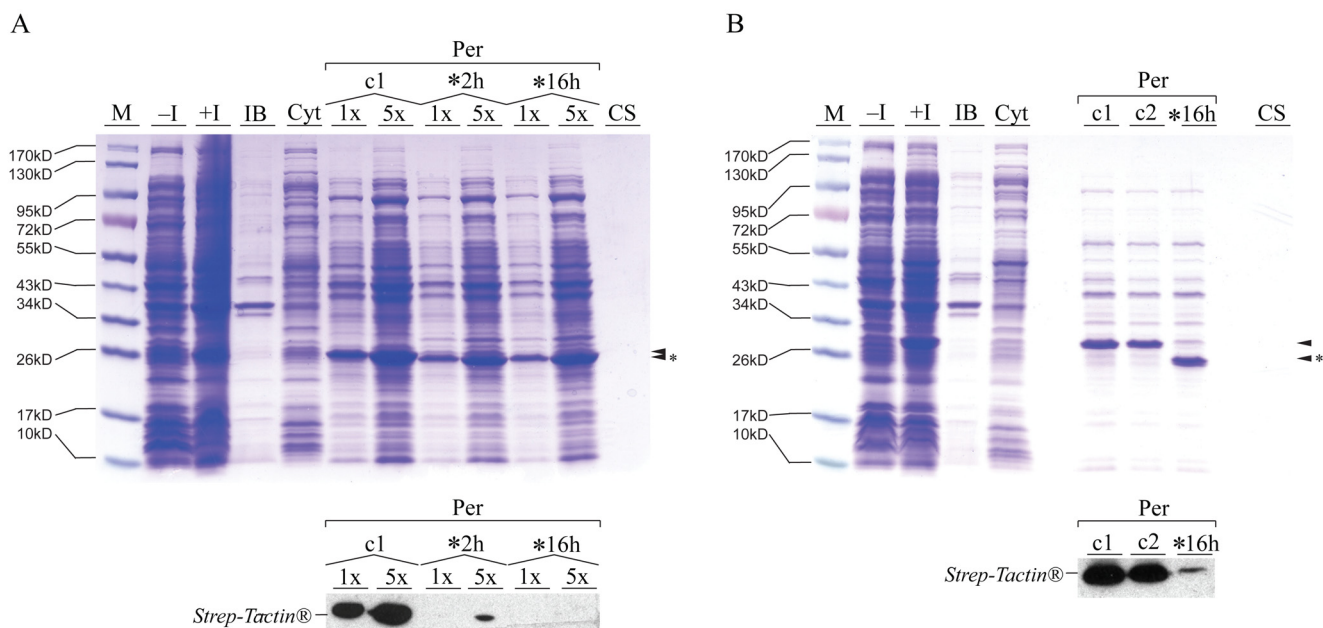 A
B
Per
c1 *2h *16h
M –I +I IB Cyt 1x 5x 1x 5x 1x 5x CS
170kD
130kD
95kD
72kD
55kD
43kD
34kD
26kD
17kD
10kD
*
Per
c1 *2h *16h
1x 5x 1x 5x 1x 5x
Strep-Tactin®
Per
M –I +I IB Cyt c1 c2 *16h CS
170kD
130kD
95kD
72kD
55kD
43kD
34kD
26kD
17kD
10kD
*
Per
c1 c2 *16h
Strep-Tactin®